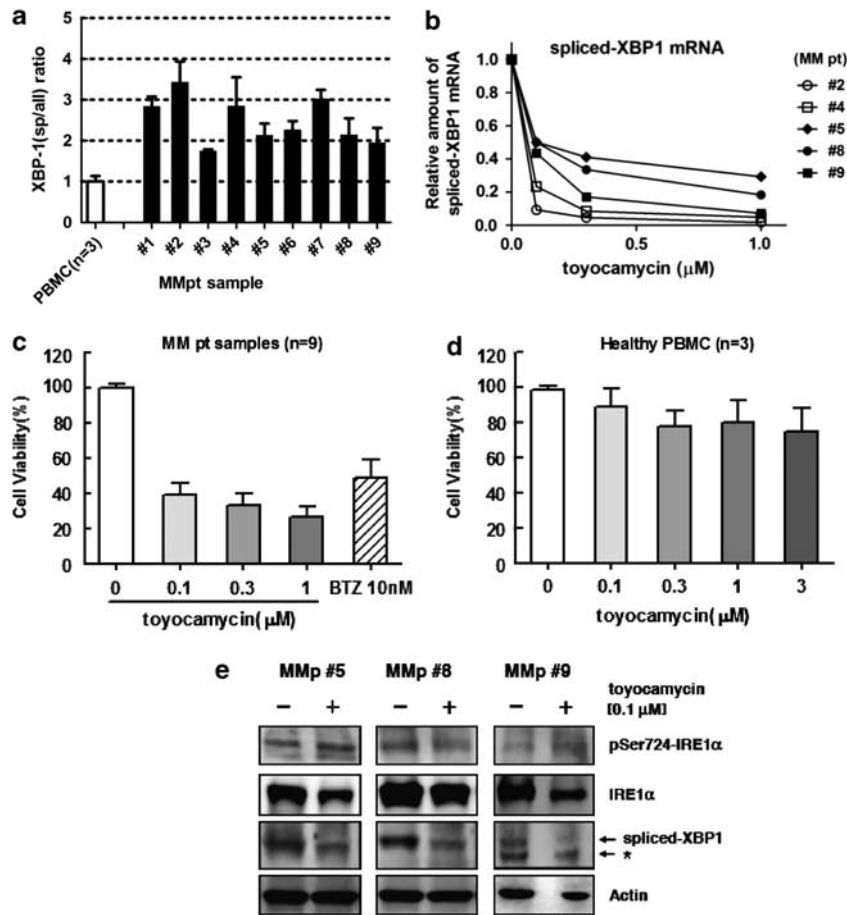 a
XBP-1(sp/all) ratio
5
4
3
2
1
0
PBMC(n=3)
#1
#2
#3
#4
#5
#6
#7
#8
#9
MMpt sample
b
spliced-XBP1 mRNA
Relative amount of
spliced-XBP1 mRNA
1.0
0.8
0.6
0.4
0.2
0.0
0.0
0.5
1.0
toyocamycin (μM)
(MM pt)
#2
#4
#5
#8
#9
c
MM pt samples (n=9)
Cell Viability(%)
120
100
80
60
40
20
0
0
0.1
0.3
1
BTZ 10nM
toyocamycin(μM)
d
Healthy PBMC (n=3)
Cell Viability(%)
120
100
80
60
40
20
0
0
0.1
0.3
1
3
toyocamycin(μM)
e
MMp #5 MMp #8 MMp #9
− + − + − +
toyocamycin
[0.1 μM]
pSer724-IRE1α
IRE1α
spliced-XBP1
*
Actin